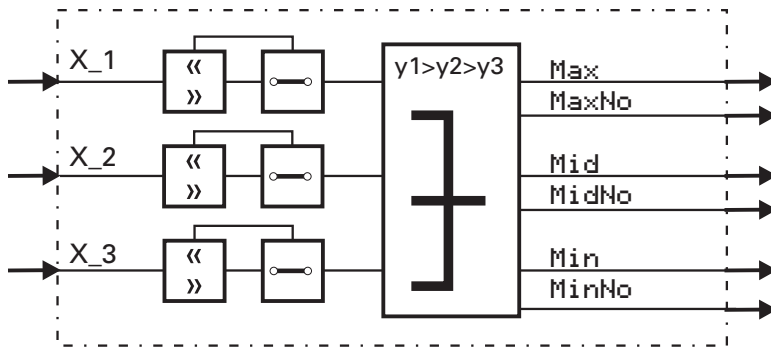 X_1
«
»
y1>y2>y3
Max
MaxNo
X_2
«
»
Mid
MidNo
X_3
«
»
Min
MinNo